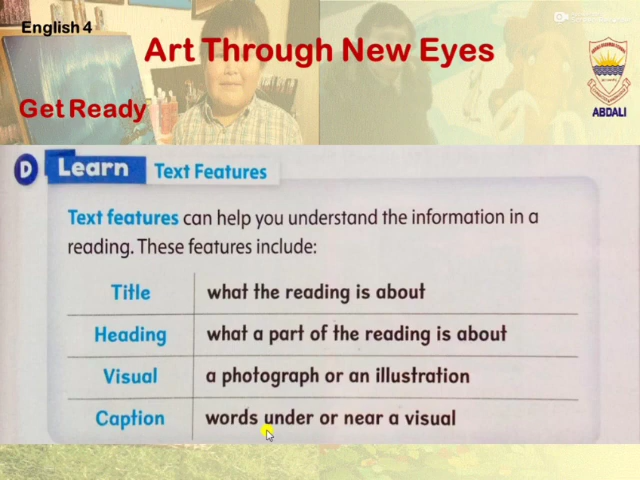 English 4
Art Through New Eyes
Get Ready
ABDALI
D Learn Text Features
Text features can help you understand the information in a
reading. These features include:
Title what the reading is about
Heading what a part of the reading is about
Visual a photograph or an illustration
Caption words under or near a visual